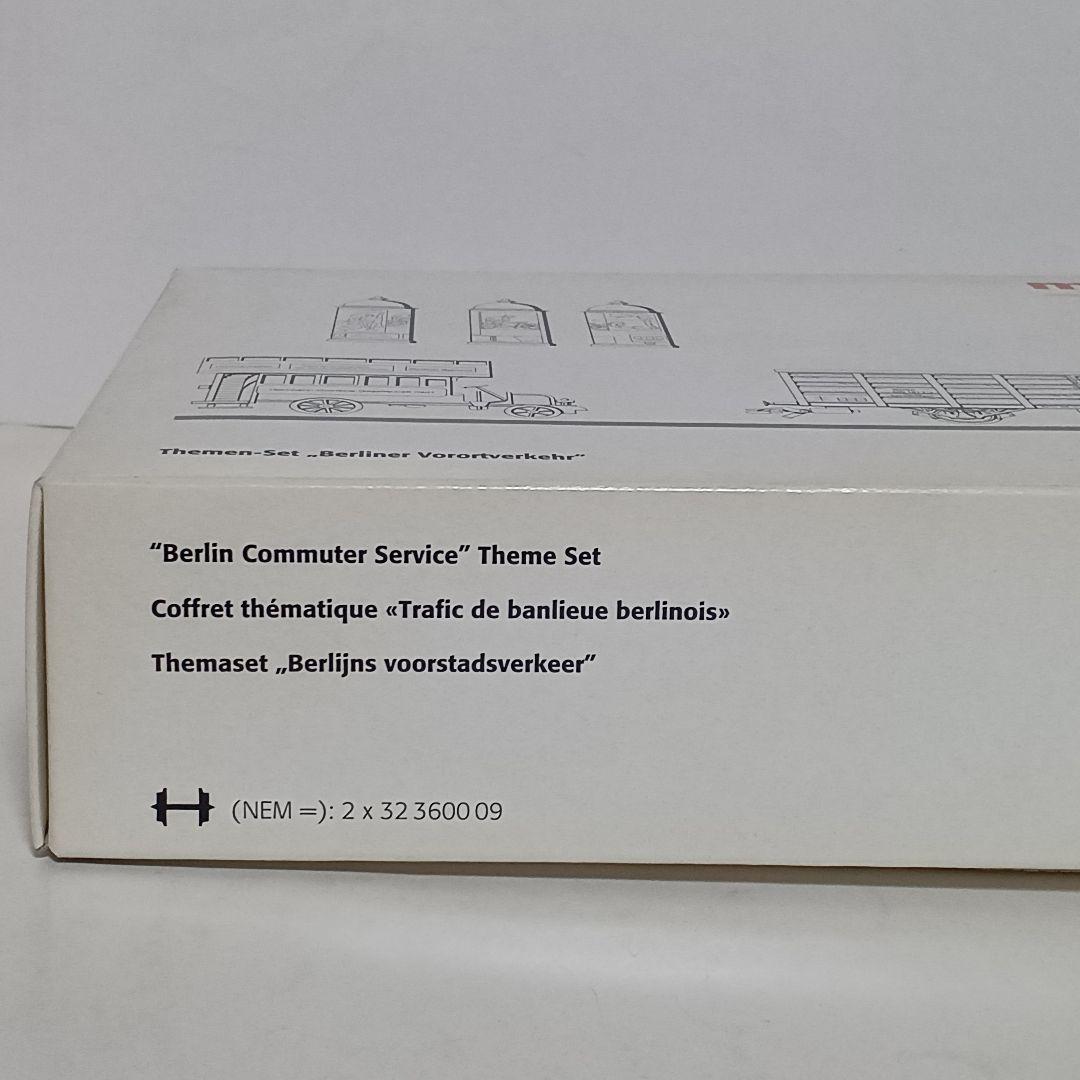 Themen-Set „Berliner Vorortverkehr“
“Berlin Commuter Service” Theme Set
Coffret thématique «Trafic de banlieue berlinois»
Themaset „Berlijns voorstadsverkeer”
(NEM =): 2 x 32 3600 09